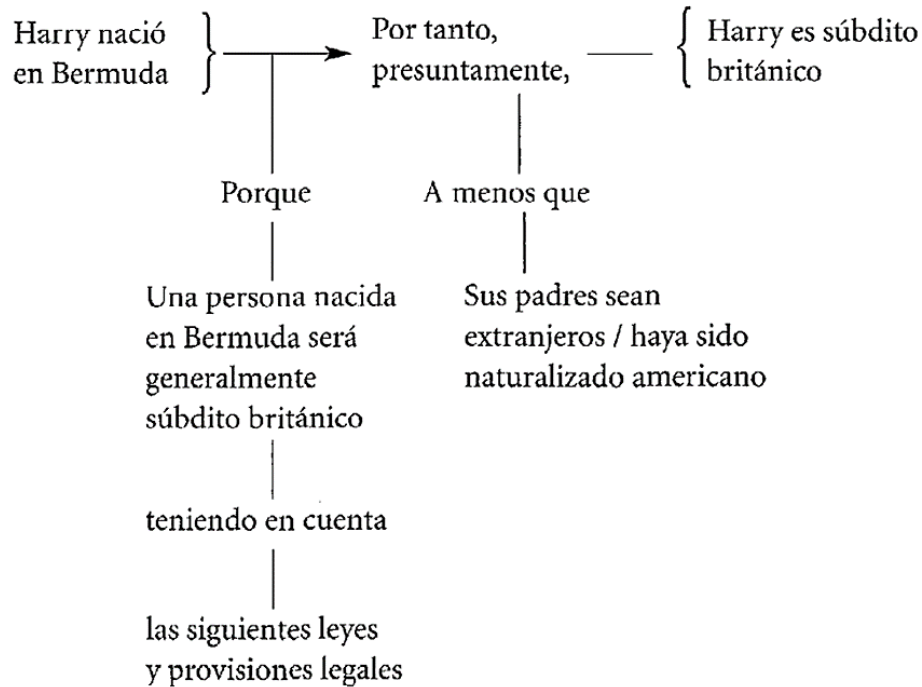 Harry nació
en Bermuda
Por tanto,
presuntamente,
Harry es súbdito
británico
Porque
A menos que
Una persona nacida
en Bermuda será
generalmente
súbdito británico
Sus padres sean
extranjeros / haya sido
naturalizado americano
teniendo en cuenta
las siguientes leyes
y provisiones legales